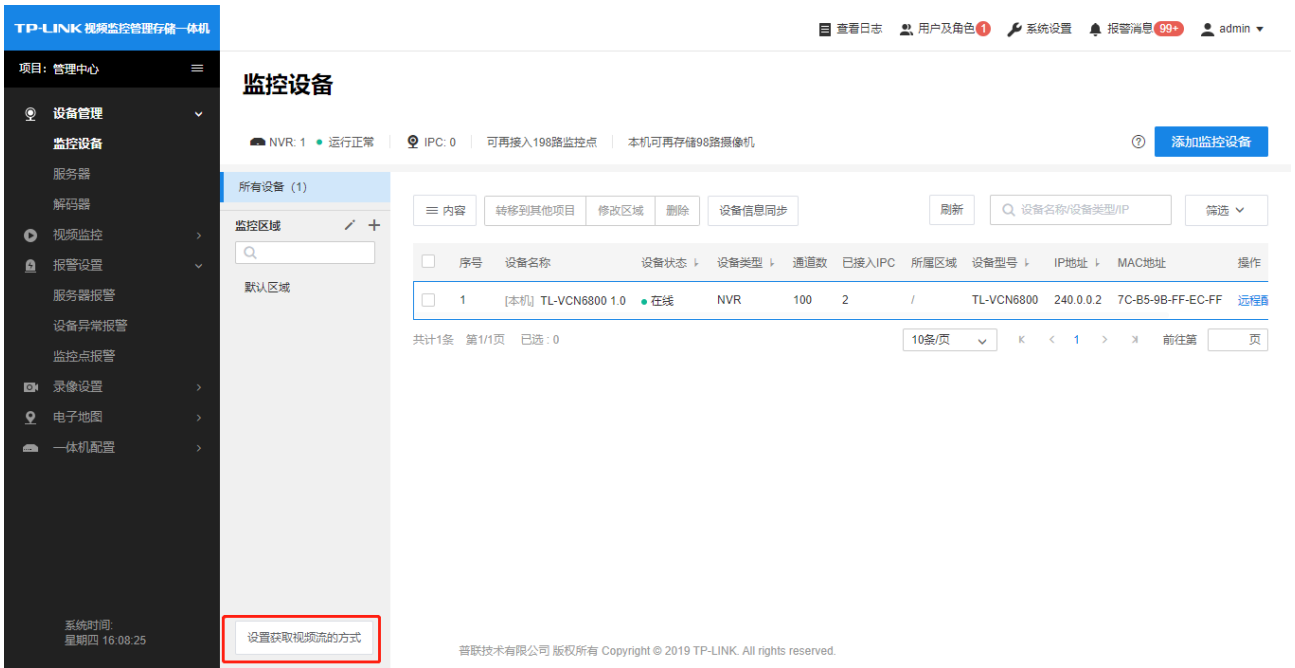 TP-LINK 视频监控管理存储一体机
查看日志 用户及角色 1 系统设置 报警消息 99+ admin
项目: 管理中心
监控设备
设备管理
监控设备
服务器
解码器
视频监控
报警设置
服务器报警
设备异常报警
监控点报警
录像设置
电子地图
一体机配置
系统时间:
星期四 16:08:25
NVR: 1 运行正常 IPC: 0 可再接入198路监控点 本机可再存储98路摄像机
? 添加监控设备
所有设备 (1)
监控区域
默认区域
设置获取视频流的方式
内容 转移到其他项目 修改区域 删除 设备信息同步 刷新 设备名称/设备类型/IP 筛选
序号 设备名称 设备状态 设备类型 通道数 已接入IPC 所属区域 设备型号 IP地址 MAC地址 操作
1 [本机] TL-VCN6800 1.0 在线 NVR 100 2 / TL-VCN6800 240.0.0.2 7C-B5-9B-FF-EC-FF 远程
共计1条 第1/1页 已选 : 0 10条/页 1 前往第 页
普联技术有限公司 版权所有 Copyright © 2019 TP-LINK. All rights reserved.